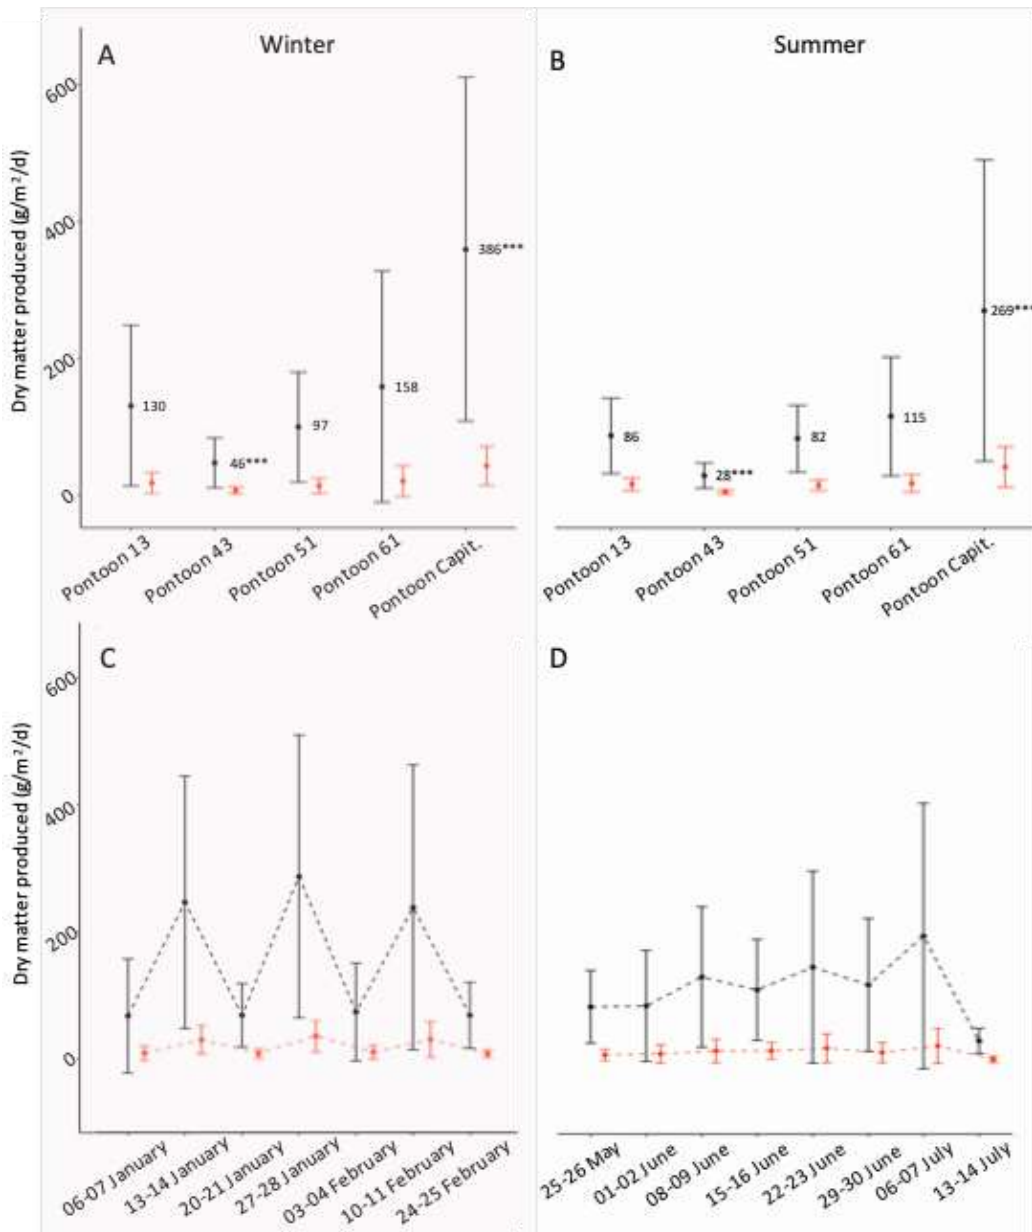 A
Winter
B
Summer
Dry matter produced (g/m²/d)
600
400
200
0
130
46***
97
158
386***
86
28***
82
115
269***
Pontoon 13
Pontoon 43
Pontoon 51
Pontoon 61
Pontoon Capit.
Pontoon 13
Pontoon 43
Pontoon 51
Pontoon 61
Pontoon Capit.
C
D
Dry matter produced (g/m²/d)
600
400
200
0
06-07 January
13-14 January
20-21 January
27-28 January
03-04 February
10-11 February
24-25 February
25-26 May
01-02 June
08-09 June
15-16 June
22-23 June
29-30 June
06-07 July
13-14 July